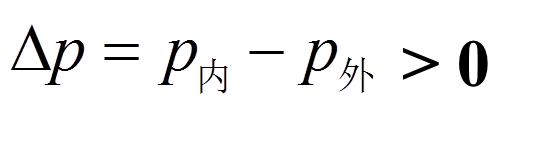 Δp = p内 − p外 > 0